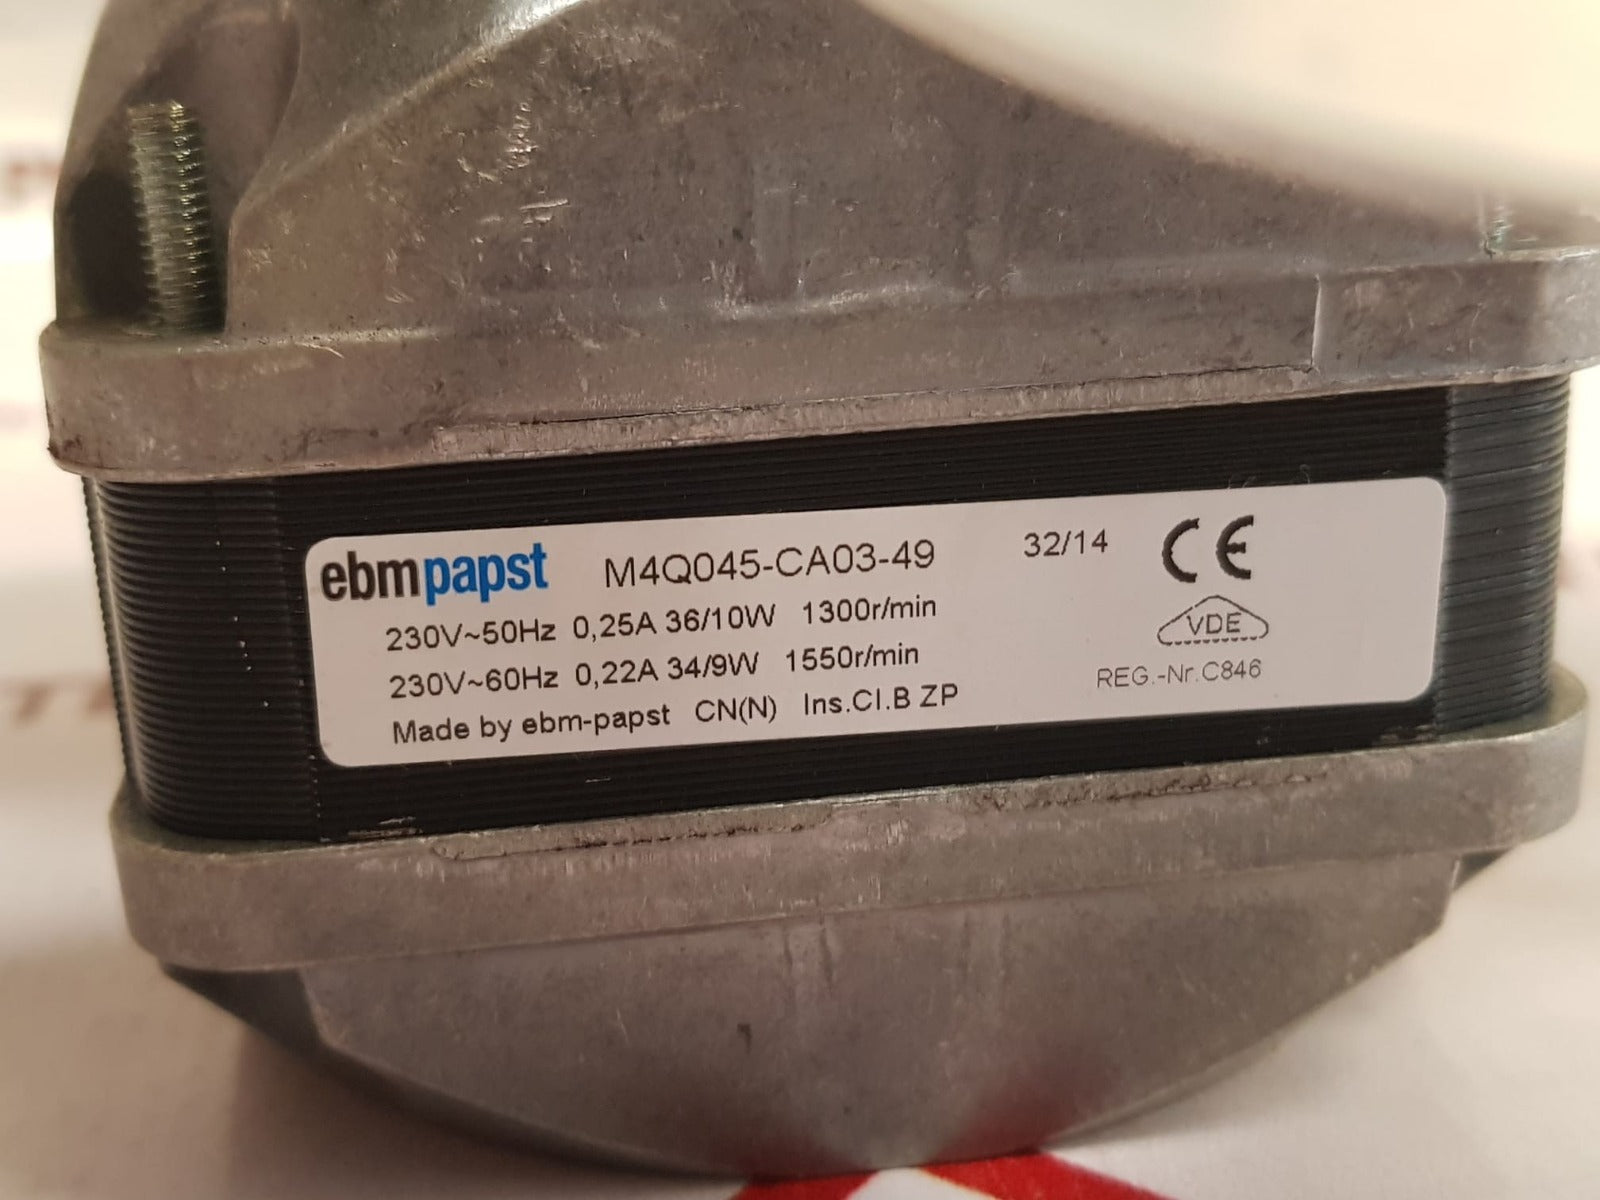 ebmpapst M4Q045-CA03-49 32/14 CE
230V~50Hz 0,25A 36/10W 1300r/min
230V~60Hz 0,22A 34/9W 1550r/min
VDE
Made by ebm-papst CN(N) Ins.Cl.B ZP
REG.-Nr.C846